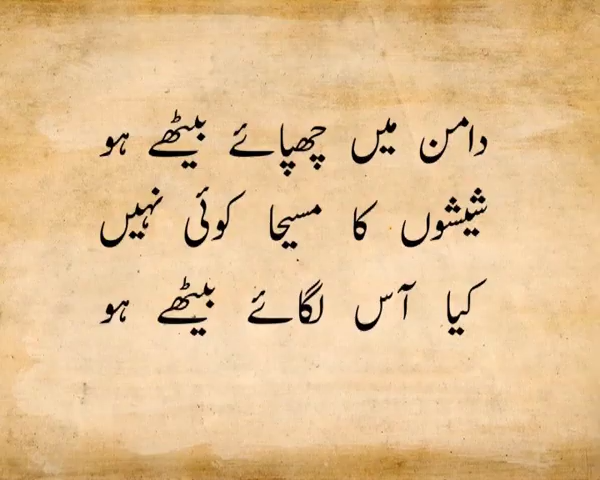 دامن میں چھپائے بیٹھے ہو
شیشوں کا مسیحا کوئی نہیں
کیا آس لگائے بیٹھے ہو